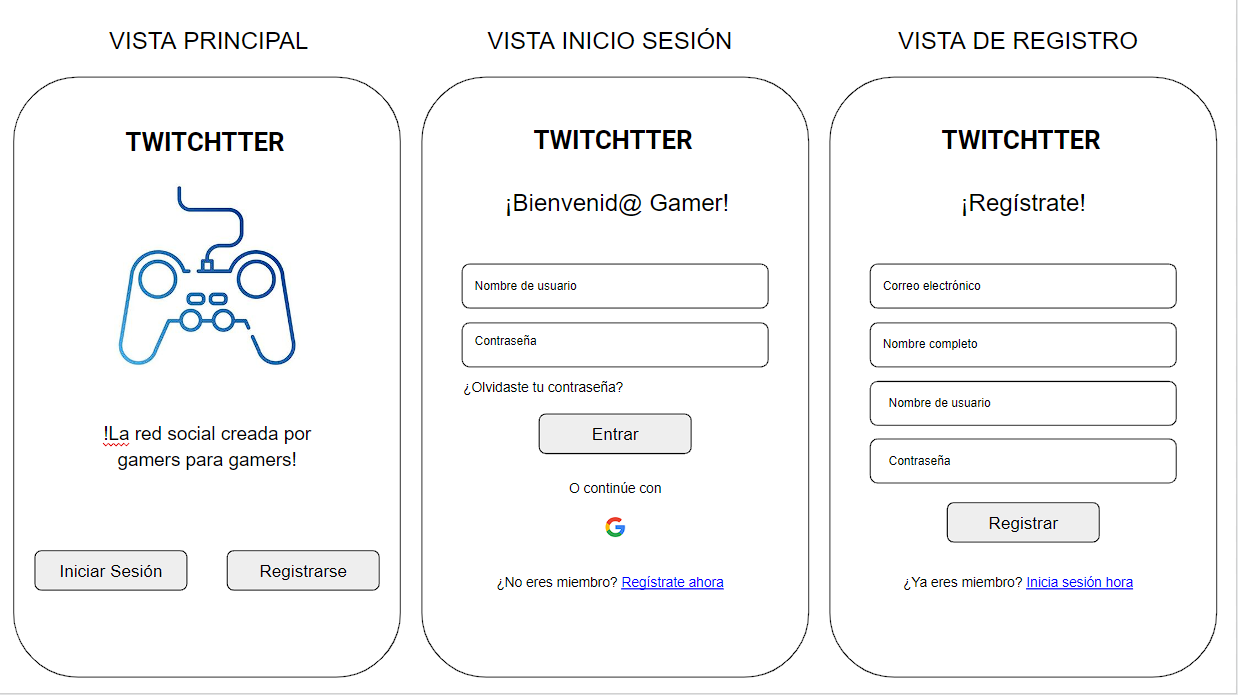 VISTA PRINCIPAL
TWITCHTTER
!La red social creada por
gamers para gamers!
Iniciar Sesión
Registrarse
VISTA INICIO SESIÓN
TWITCHTTER
¡Bienvenid@ Gamer!
Nombre de usuario
Contraseña
¿Olvidaste tu contraseña?
Entrar
O continúe con
G
¿No eres miembro? Regístrate ahora
VISTA DE REGISTRO
TWITCHTTER
¡Regístrate!
Correo electrónico
Nombre completo
Nombre de usuario
Contraseña
Registrar
¿Ya eres miembro? Inicia sesión hora